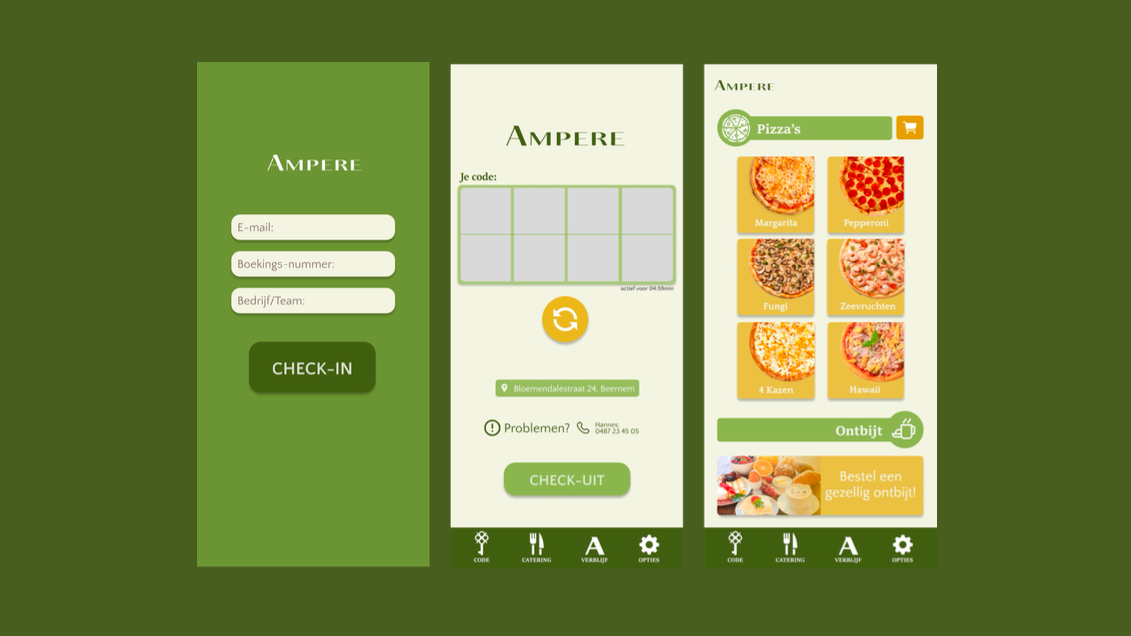 AMPERE
E-mail:
Boekings-nummer:
Bedrijf/Team:
CHECK-IN
AMPERE
Je code:
actief voor 04:59min
Bloemendalestraat 24, Beernem
Problemen?
Hannes:
0487 23 45 05
CHECK-UIT
CODE
CATERING
VERBLIJF
OPTIES
AMPERE
Pizza's
Margarita
Pepperoni
Fungi
Zeevruchten
4 Kazen
Hawaii
Ontbijt
Bestel een
gezellig ontbijt!
CODE
CATERING
VERBLIJF
OPTIES